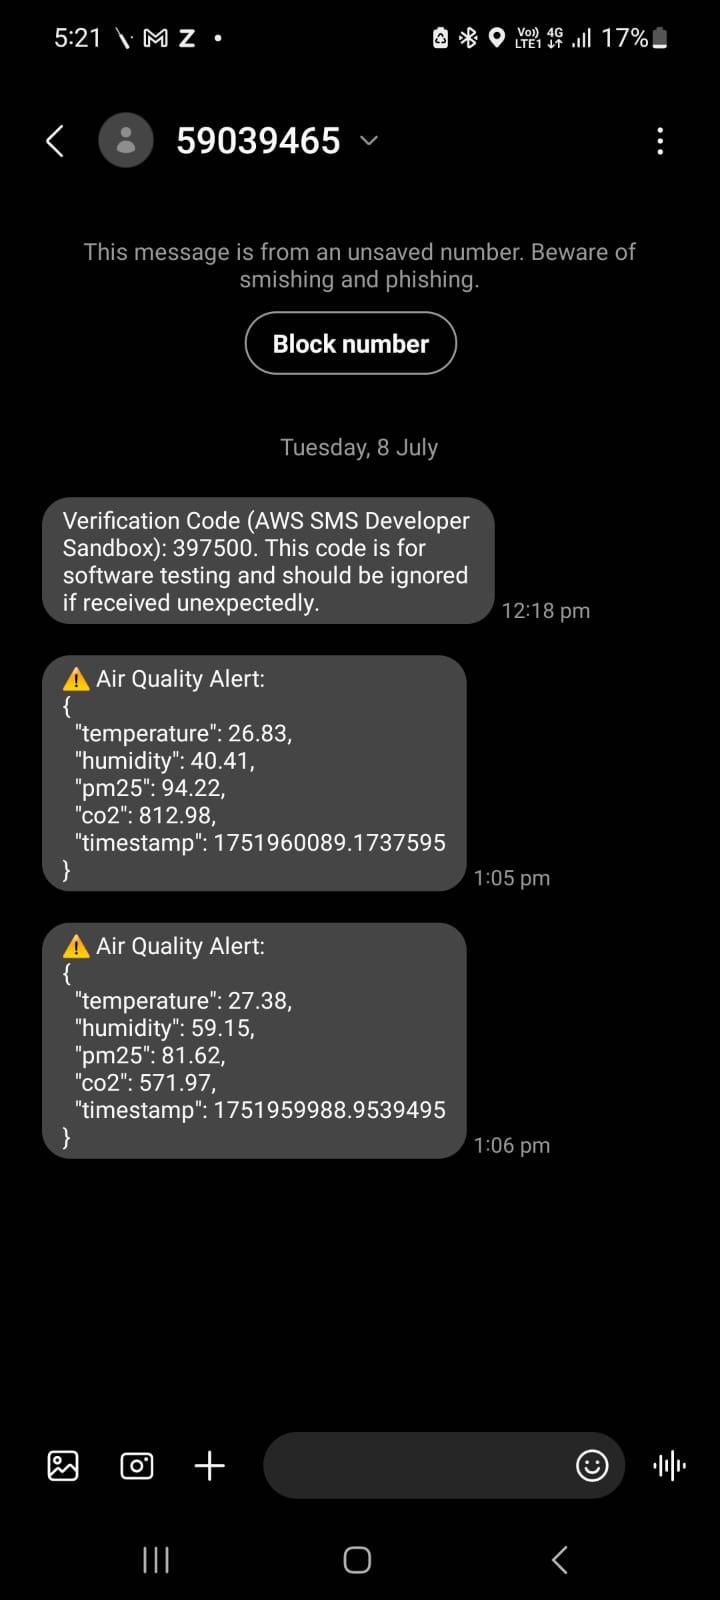 5:21 Z 4G 17%
Vo)) LTE1
59039465
This message is from an unsaved number. Beware of
smishing and phishing.
Block number
Tuesday, 8 July
Verification Code (AWS SMS Developer
Sandbox): 397500. This code is for
software testing and should be ignored
if received unexpectedly.
12:18 pm
⚠️ Air Quality Alert:
{
"temperature": 26.83,
"humidity": 40.41,
"pm25": 94.22,
"co2": 812.98,
"timestamp": 1751960089.1737595
}
1:05 pm
⚠️ Air Quality Alert:
{
"temperature": 27.38,
"humidity": 59.15,
"pm25": 81.62,
"co2": 571.97,
"timestamp": 1751959988.9539495
}
1:06 pm